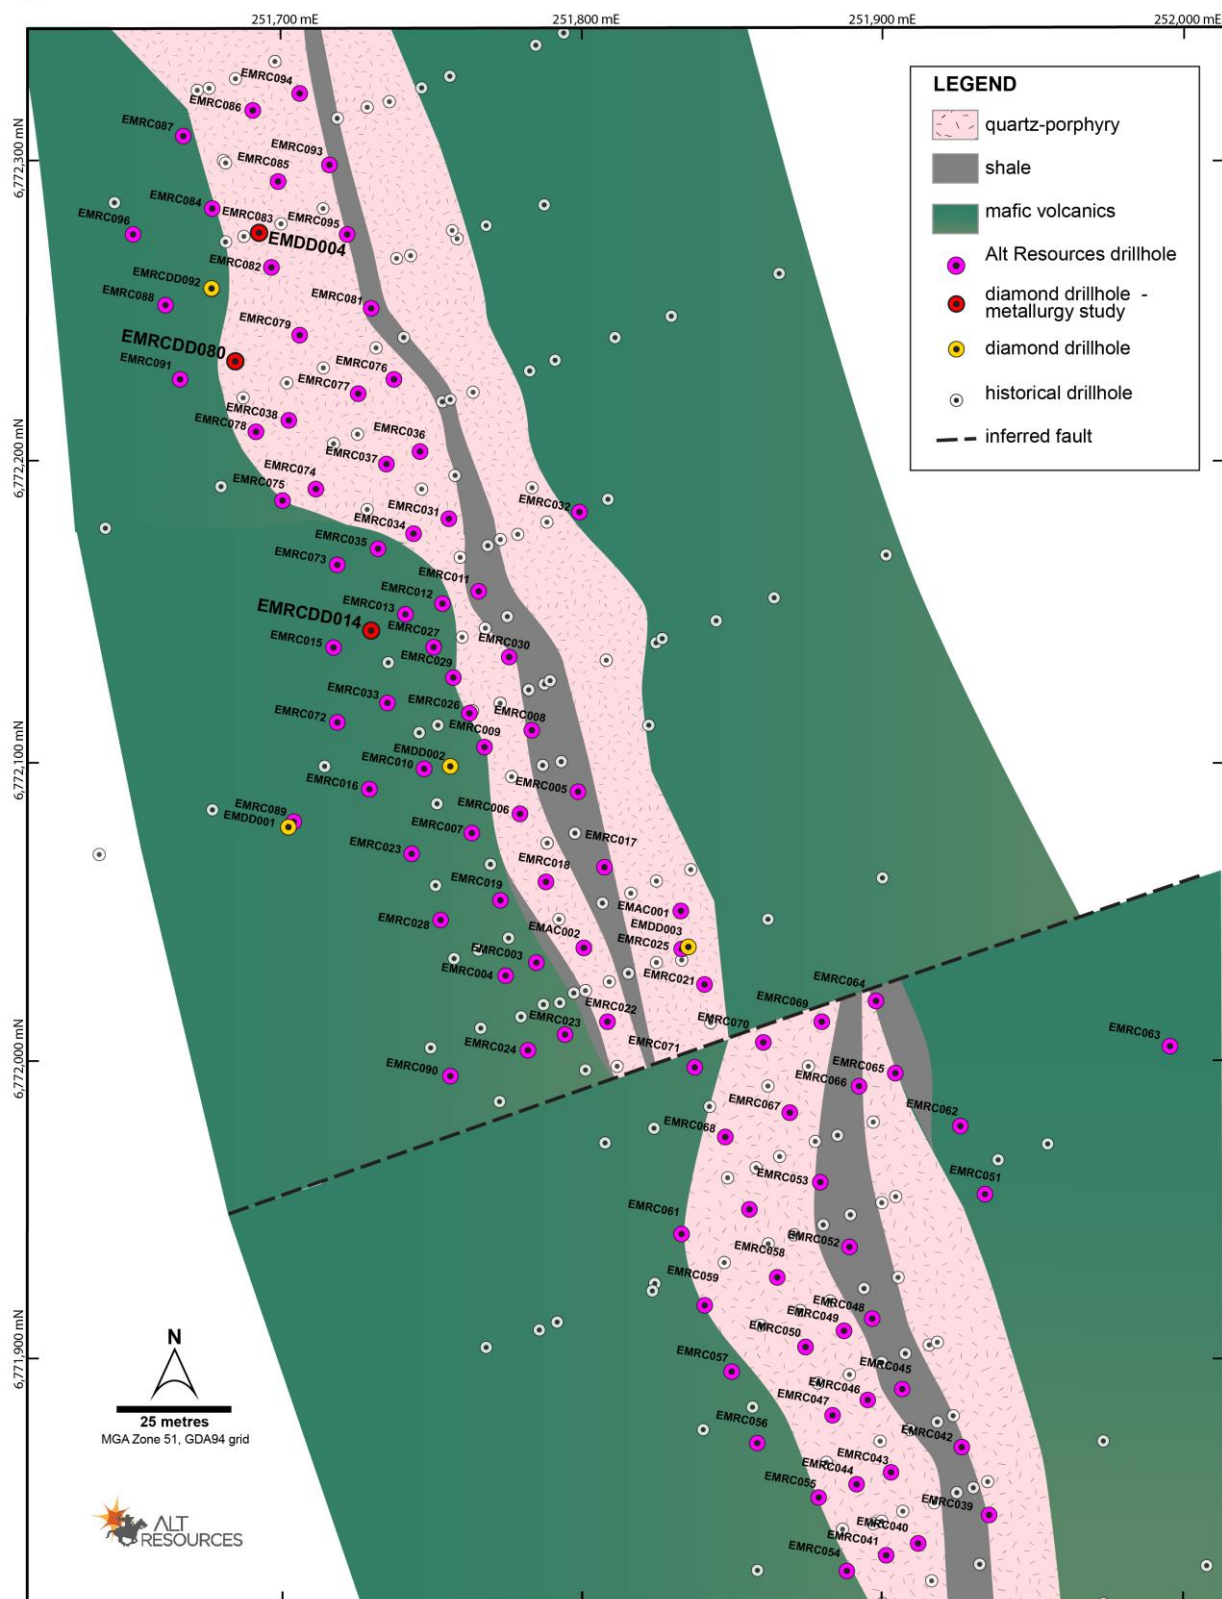 251,700 mE
251,800 mE
251,900 mE
252,000 mE
6,772,300 mN
6,772,200 mN
6,772,100 mN
6,772,000 mN
6,771,900 mN
LEGEND
quartz-porphyry
shale
mafic volcanics
Alt Resources drillhole
diamond drillhole -
metallurgy study
diamond drillhole
historical drillhole
inferred fault
EMRC094
EMRC086
EMRC087
EMRC093
EMRC085
EMRC084
EMRC083
EMRC095
EMRC096
EMDD004
EMRC082
EMRCDD092
EMRC088
EMRC081
EMRC079
EMRCDD080
EMRC091
EMRC076
EMRC077
EMRC038
EMRC078
EMRC036
EMRC037
EMRC074
EMRC075
EMRC032
EMRC031
EMRC034
EMRC035
EMRC073
EMRC011
EMRC012
EMRC013
EMRCDD014
EMRC027
EMRC015
EMRC030
EMRC029
EMRC033
EMRC026
EMRC008
EMRC072
EMRC009
EMDD002
EMRC010
EMRC016
EMRC005
EMRC006
EMRC089
EMDD001
EMRC007
EMRC017
EMRC023
EMRC018
EMRC019
EMAC001
EMRC028
EMDD003
EMAC002
EMRC025
EMRC003
EMRC004
EMRC021
EMRC064
EMRC069
EMRC022
EMRC070
EMRC023
EMRC063
EMRC024
EMRC071
EMRC090
EMRC065
EMRC066
EMRC067
EMRC062
EMRC068
EMRC053
EMRC051
EMRC061
EMRC052
EMRC058
EMRC059
EMRC048
EMRC049
EMRC050
EMRC045
EMRC057
EMRC046
EMRC047
EMRC056
EMRC042
EMRC043
EMRC044
EMRC055
EMRC039
EMRC040
EMRC041
EMRC054
N
25 metres
MGA Zone 51, GDA94 grid
ALT
RESOURCES